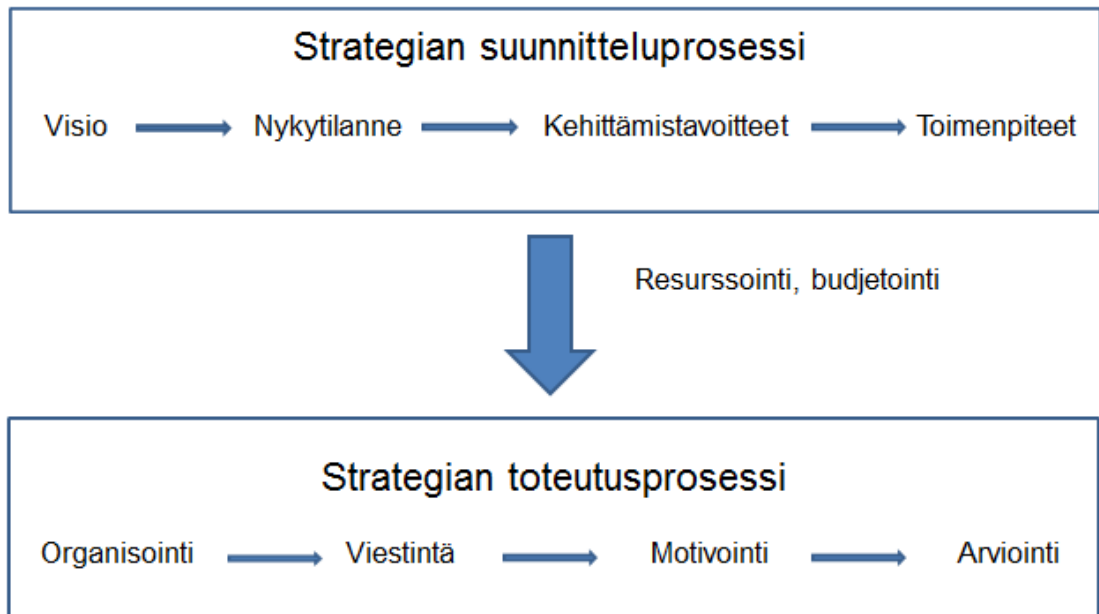 Strategian suunnitteluprosessi
Visio Nykytilanne Kehittämistavoitteet Toimenpiteet
Resurssointi, budjetointi
Strategian toteutusprosessi
Organisointi Viestintä Motivointi Arviointi